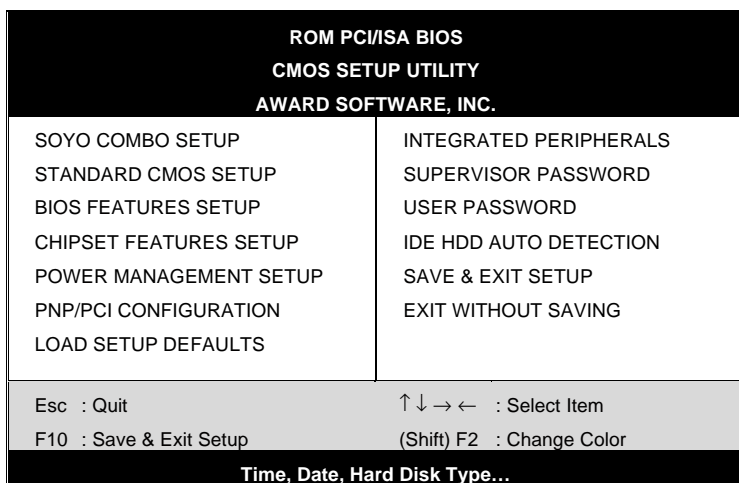 ROM PCI/ISA BIOS
CMOS SETUP UTILITY
AWARD SOFTWARE, INC.
SOYO COMBO SETUP
STANDARD CMOS SETUP
BIOS FEATURES SETUP
CHIPSET FEATURES SETUP
POWER MANAGEMENT SETUP
PNP/PCI CONFIGURATION
LOAD SETUP DEFAULTS
INTEGRATED PERIPHERALS
SUPERVISOR PASSWORD
USER PASSWORD
IDE HDD AUTO DETECTION
SAVE & EXIT SETUP
EXIT WITHOUT SAVING
Esc : Quit
↑↓→← : Select Item
F10 : Save & Exit Setup
(Shift) F2 : Change Color
Time, Date, Hard Disk Type…